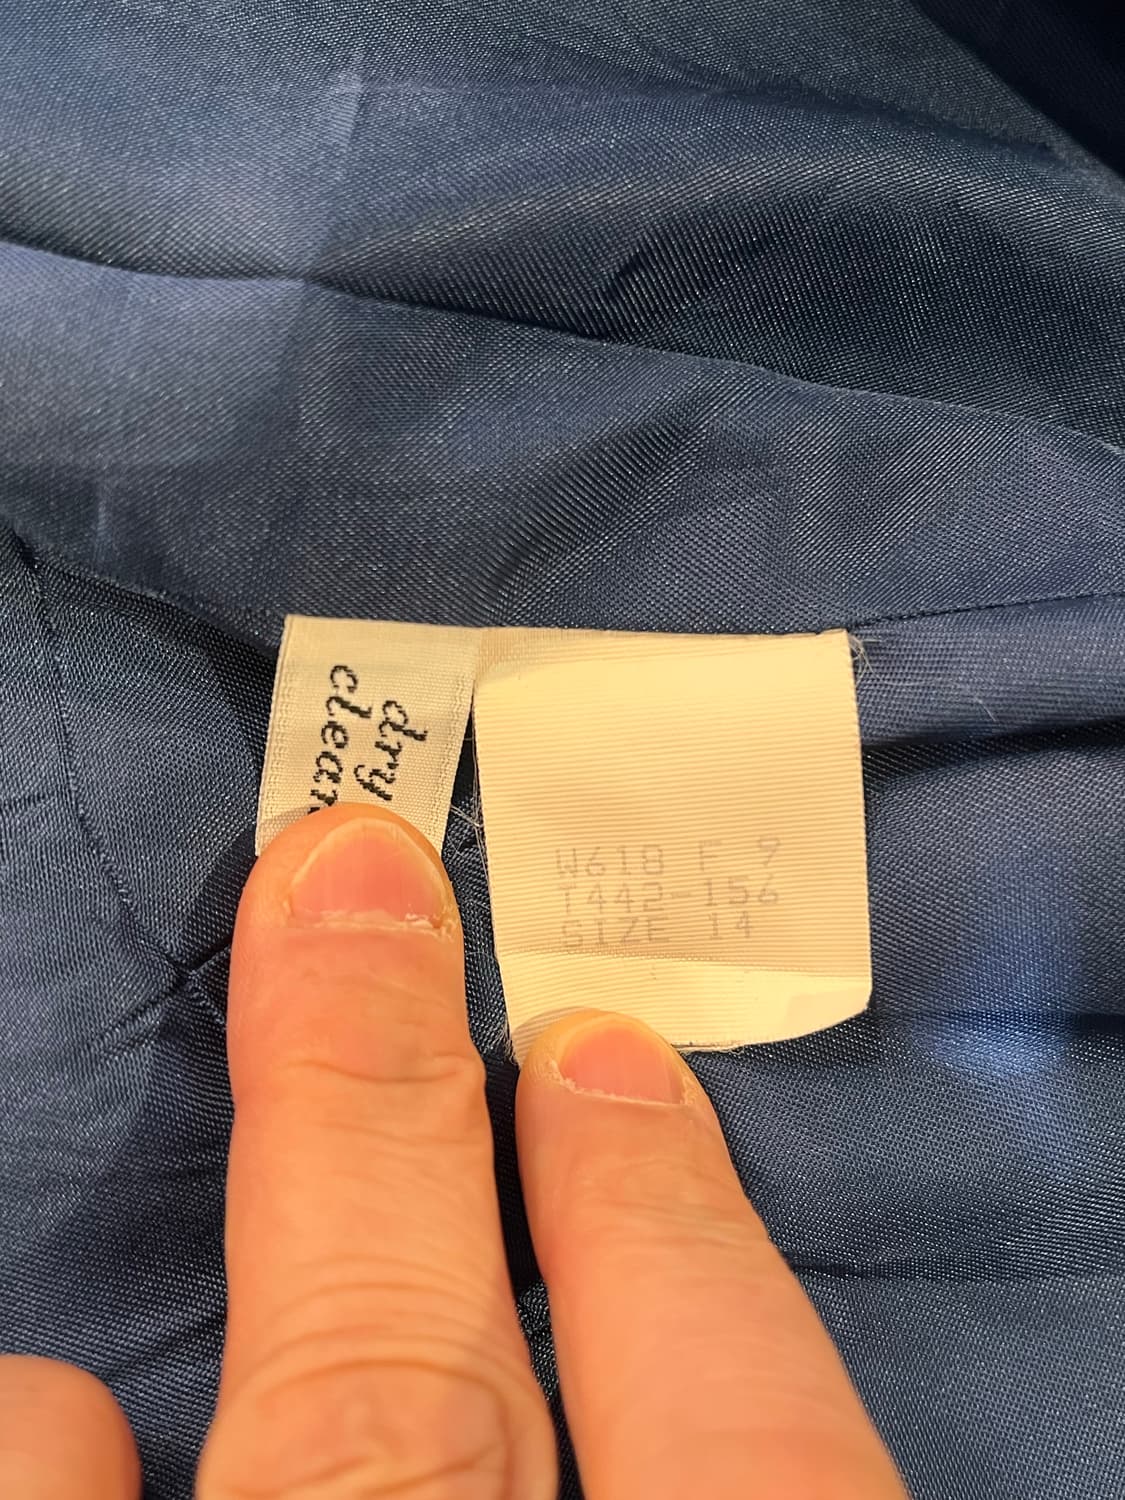 dry
clean
W618 F 9
T442-156
SIZE 14